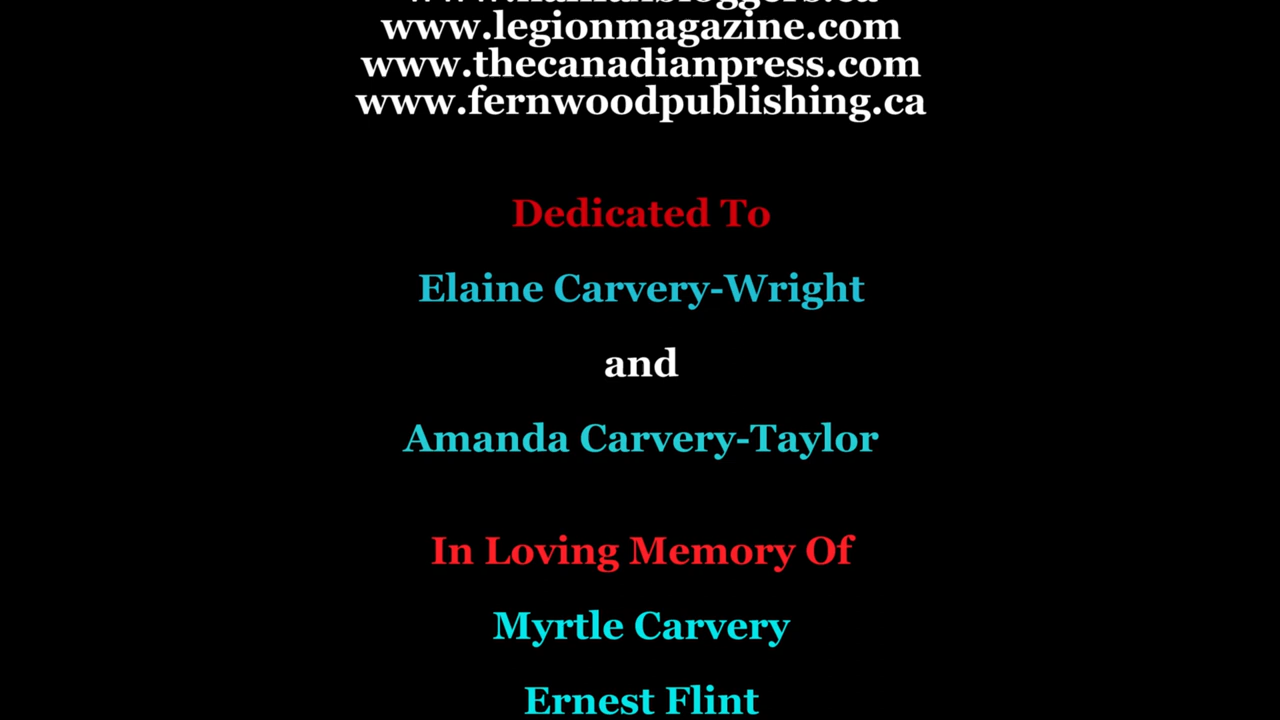 www.legionmagazine.com
www.thecanadianpress.com
www.fernwoodpublishing.ca
Dedicated To
Elaine Carvery-Wright
and
Amanda Carvery-Taylor
In Loving Memory Of
Myrtle Carvery
Ernest Flint